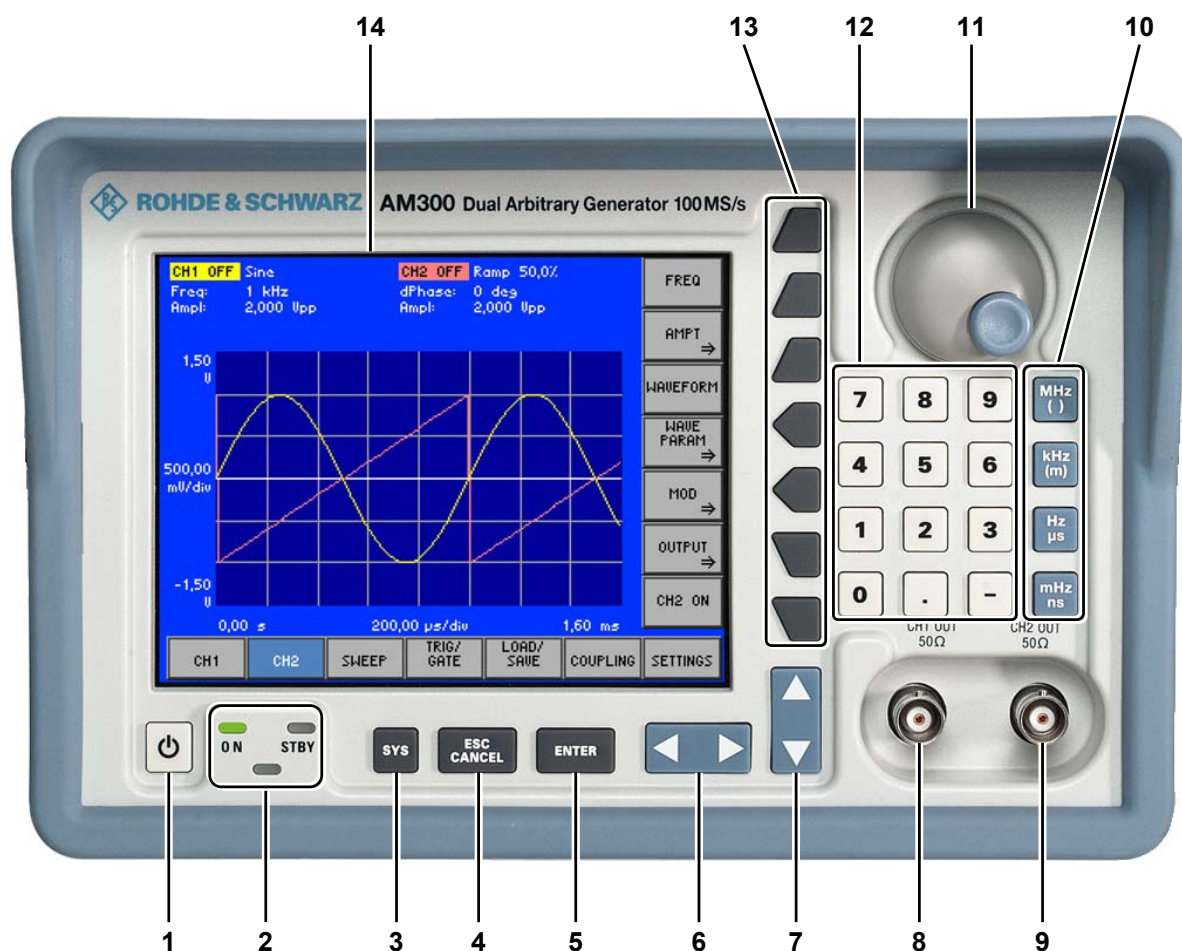 14 13 12 11 10
ROHDE & SCHWARZ AM300 Dual Arbitrary Generator 100 MS/s
CH1 OFF Sine CH2 OFF Ramp 50,0%
Freq: 1 kHz dPhase: 0 deg
Ampl: 2,000 Vpp Ampl: 2,000 Vpp
FREQ
AMPT ⇒
WAVEFORM
WAVE
PARAM ⇒
MOD ⇒
OUTPUT ⇒
CH2 ON
1,50
V
500,00
mV/div
-1,50
V
0,00 s 200,00 µs/div 1,60 ms
CH1 CH2 SWEEP TRIG/ GATE LOAD/ SAVE COUPLING SETTINGS
7 8 9 MHz ( )
4 5 6 kHz (m)
1 2 3 Hz µs
0 . - mHz ns
CH1 OUT
50Ω
CH2 OUT
50Ω
ON STBY
SYS
ESC
CANCEL
ENTER
1 2 3 4 5 6 7 8 9